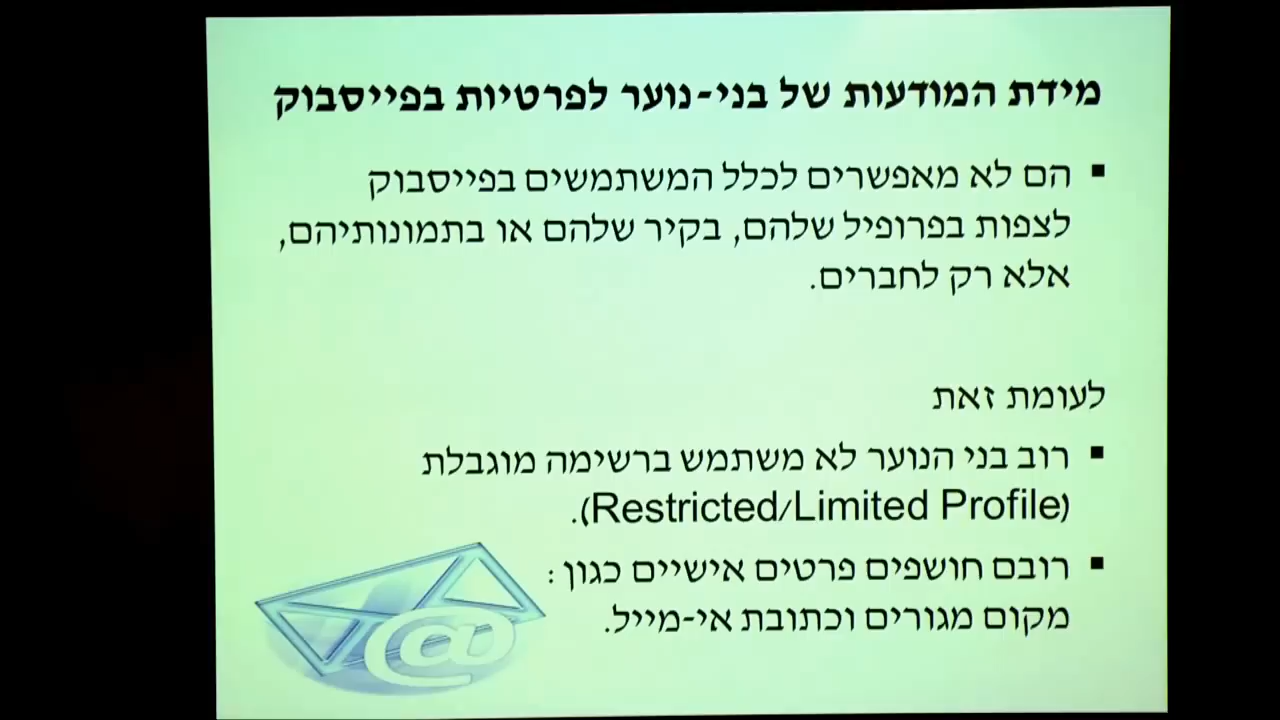 מידת המודעות של בני-נוער לפרטיות בפייסבוק
▪ הם לא מאפשרים לכלל המשתמשים בפייסבוק
לצפות בפרופיל שלהם, בקיר שלהם או בתמונותיהם,
אלא רק לחברים.
לעומת זאת
▪ רוב בני הנוער לא משתמש ברשימה מוגבלת
(Restricted/Limited Profile).
▪ רובם חושפים פרטים אישיים כגון:
מקום מגורים וכתובת אי-מייל.
@